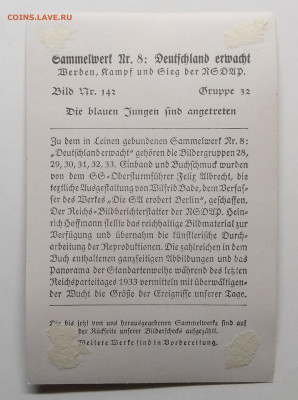 COINS.SU
Sammelwerk Nr. 8: Deutschland erwacht
Werden, Kampf und Sieg der NSDAP.
Bild Nr. 142 Gruppe 32
Die blauen Jungen sind angetreten
Zu dem in Leinen gebundenen Sammelwerk Nr. 8:
„Deutschland erwacht“ gehören die Bildergruppen 28,
29, 30, 31, 32, 33. Einband und Buchschmuck wurden
von dem SS-Obersturmführer Felix Albrecht, die
textliche Ausgestaltung von Wilfrid Bade, dem Verfas-
ser des Werkes „Die SA erobert Berlin“, geschaffen.
Der Reichs-Bildberichterstatter der NSDAP. Hein-
rich Hoffmann stellte das reichhaltige Bildmaterial zur
Verfügung und übernahm die künstlerische Durch-
arbeitung der Reproduktionen. Die zahlreichen in dem
Buch enthaltenen ganzseitigen Abbildungen und das
Panorama der Standartenweihe während des letzten
Reichsparteitages 1933 vermitteln mit überwältigen-
der Wucht die Größe der Ereignisse unserer Tage.
Die bis jetzt von uns herausgegebenen Sammelwerke sind auf
der Rückseite unserer Bilderschecks aufgezählt.
Weitere Werke sind in Vorbereitung.